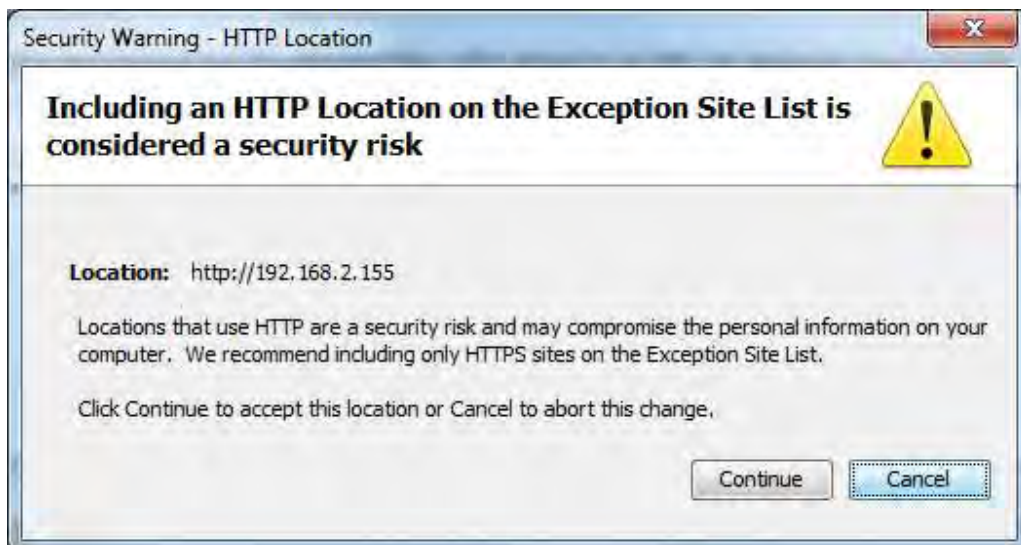 Security Warning - HTTP Location
Including an HTTP Location on the Exception Site List is
considered a security risk
Location: http://192.168.2.155
Locations that use HTTP are a security risk and may compromise the personal information on your
computer. We recommend including only HTTPS sites on the Exception Site List.
Click Continue to accept this location or Cancel to abort this change.
Continue Cancel